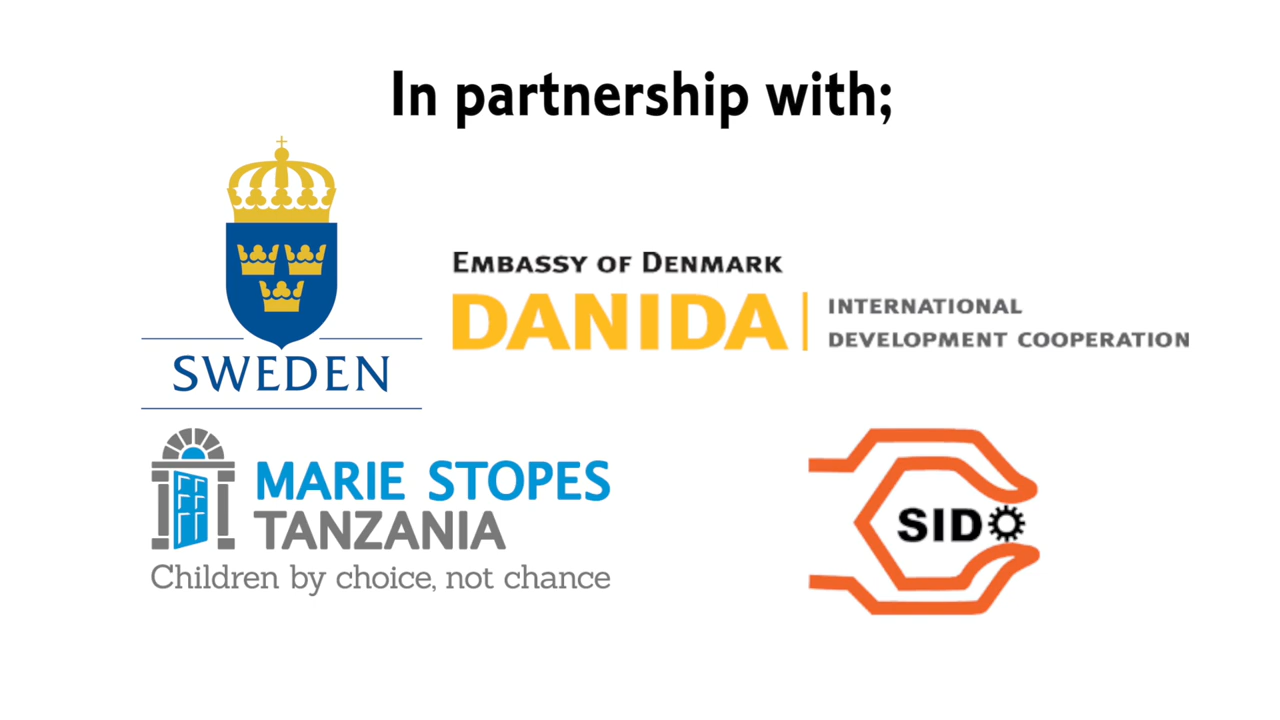 In partnership with;
SWEDEN
EMBASSY OF DENMARK
DANIDA
INTERNATIONAL
DEVELOPMENT COOPERATION
MARIE STOPES
TANZANIA
Children by choice, not chance
SIDO